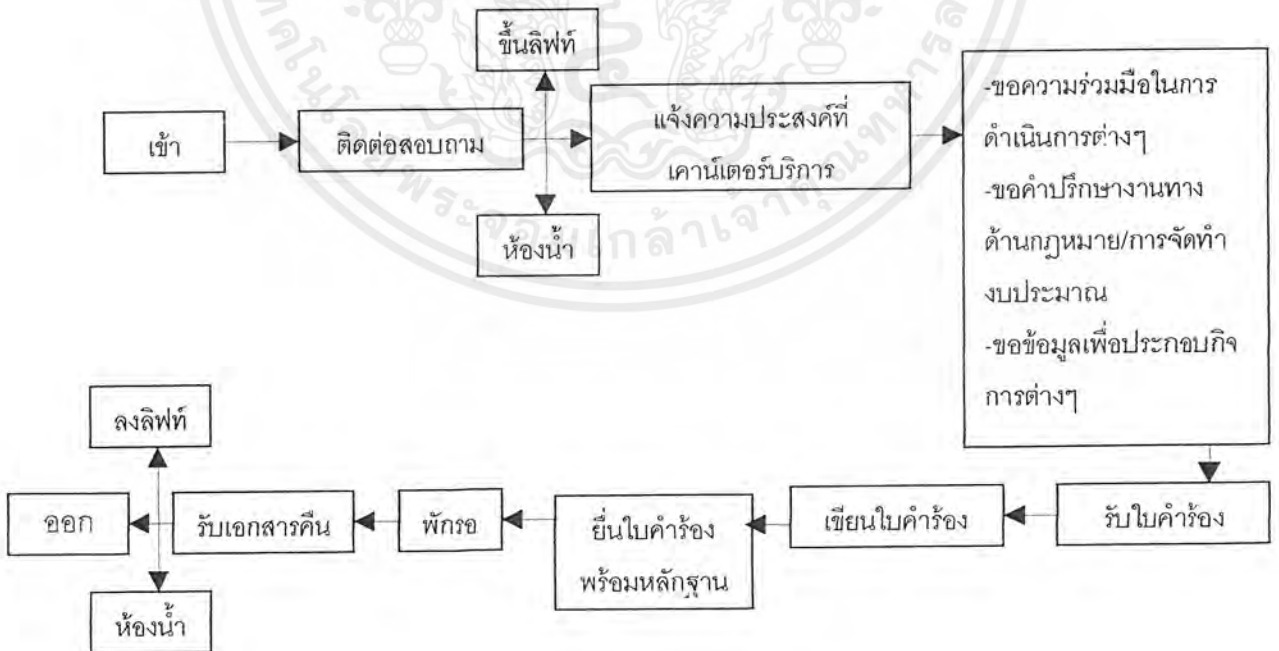 ขึ้นลิฟท์
เข้า
ติดต่อสอบถาม
แจ้งความประสงค์ที่
เคาน์เตอร์บริการ
ห้องน้ำ
-ขอความร่วมมือในการ
ดำเนินการต่างๆ
-ขอคำปรึกษางานทาง
ด้านกฎหมาย/การจัดทำ
งบประมาณ
-ขอข้อมูลเพื่อประกอบกิจ
การต่างๆ
รับใบคำร้อง
เขียนใบคำร้อง
ยื่นใบคำร้อง
พร้อมหลักฐาน
พักรอ
รับเอกสารคืน
ลงลิฟท์
ออก
ห้องน้ำ